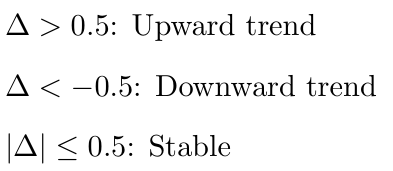 Δ > 0.5: Upward trend
Δ < −0.5: Downward trend
|Δ| ≤ 0.5: Stable